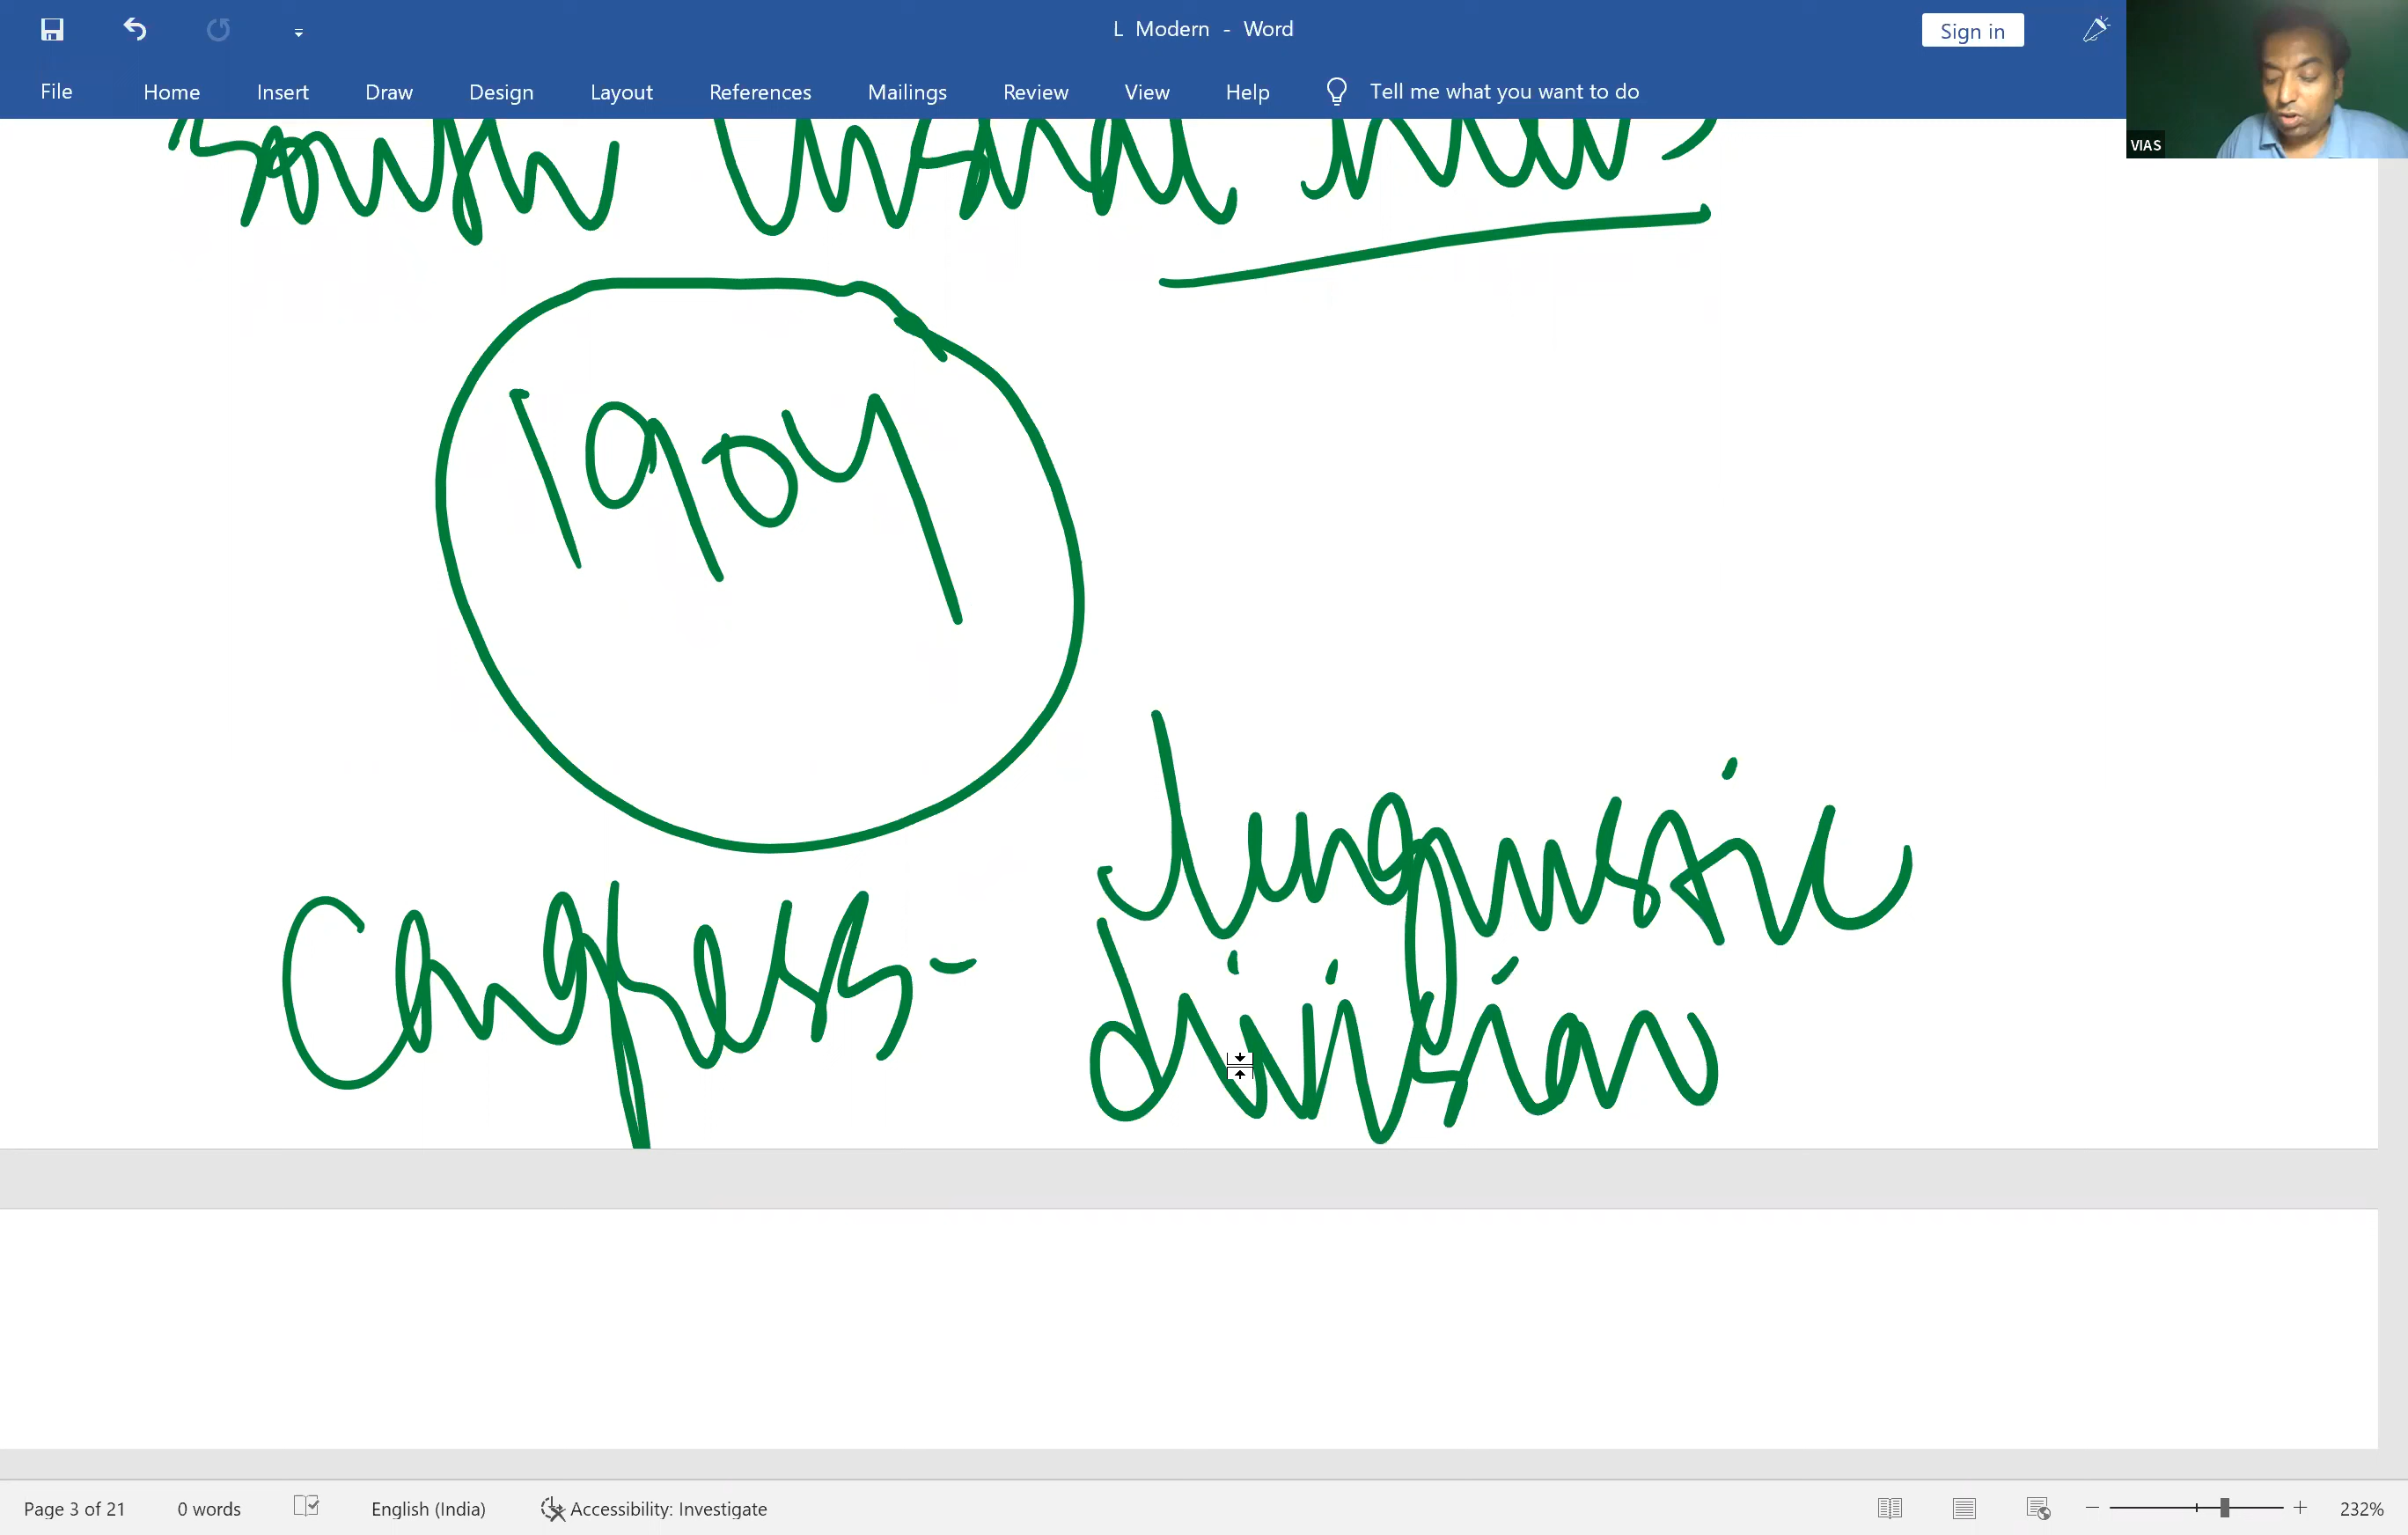 L Modern - Word
Sign in
File Home Insert Draw Design Layout References Mailings Review View Help Tell me what you want to do
VIAS
South
1904
Congress - Linguistic
division
Page 3 of 21 0 words English (India) Accessibility: Investigate 232%